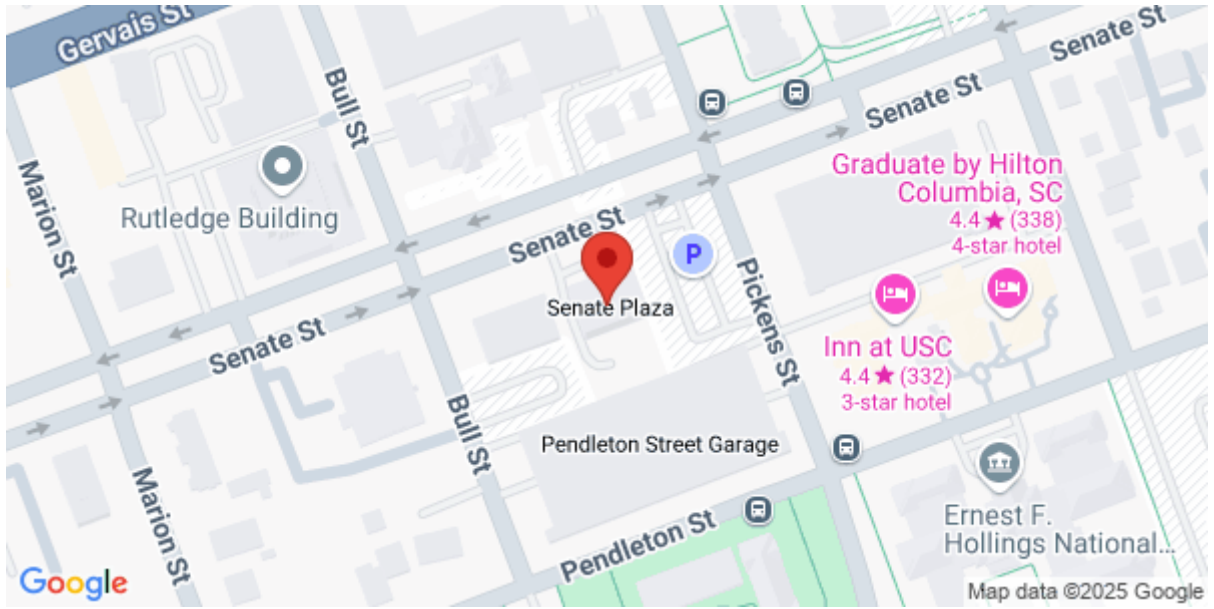 Gervais St
Senate St
Senate St
Bull St
Marion St
Rutledge Building
Graduate by Hilton
Columbia, SC
4.4★(338)
4-star hotel
Senate St
P
Pickens St
Senate Plaza
Senate St
Inn at USC
4.4★(332)
3-star hotel
Bull St
Pendleton Street Garage
Marion St
Ernest F.
Hollings National...
Pendleton St
Google
Map data ©2025 Google